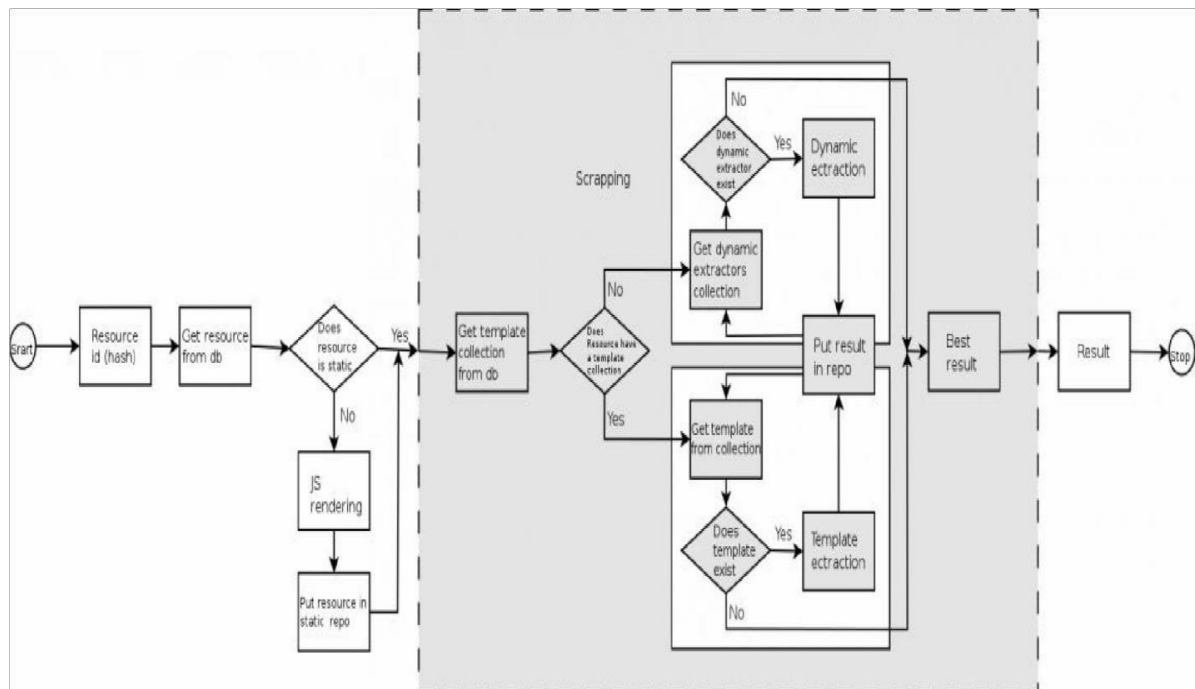 Srart
Resource
id (hash)
Get resource
from db
Does
resource
is static
Yes
No
JS
rendering
Put resource in
static repo
Scrapping
Get template
collection
from db
Does
Resource have
a template
collection
No
Yes
Get dynamic
extractors
collection
Does
dynamic
extractor
exist
No
Yes
Dynamic
ectraction
Put result
in repo
Get template
from collection
Does
template
exist
Yes
No
Template
ectraction
Best
result
Result
Stop